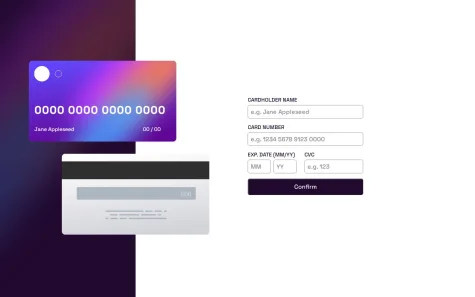 0000 0000 0000 0000
Jane Appleseed 00/00
000
CARDHOLDER NAME
e.g. Jane Appleseed
CARD NUMBER
e.g. 1234 5678 9123 0000
EXP. DATE (MM/YY) CVC
MM YY e.g. 123
Confirm